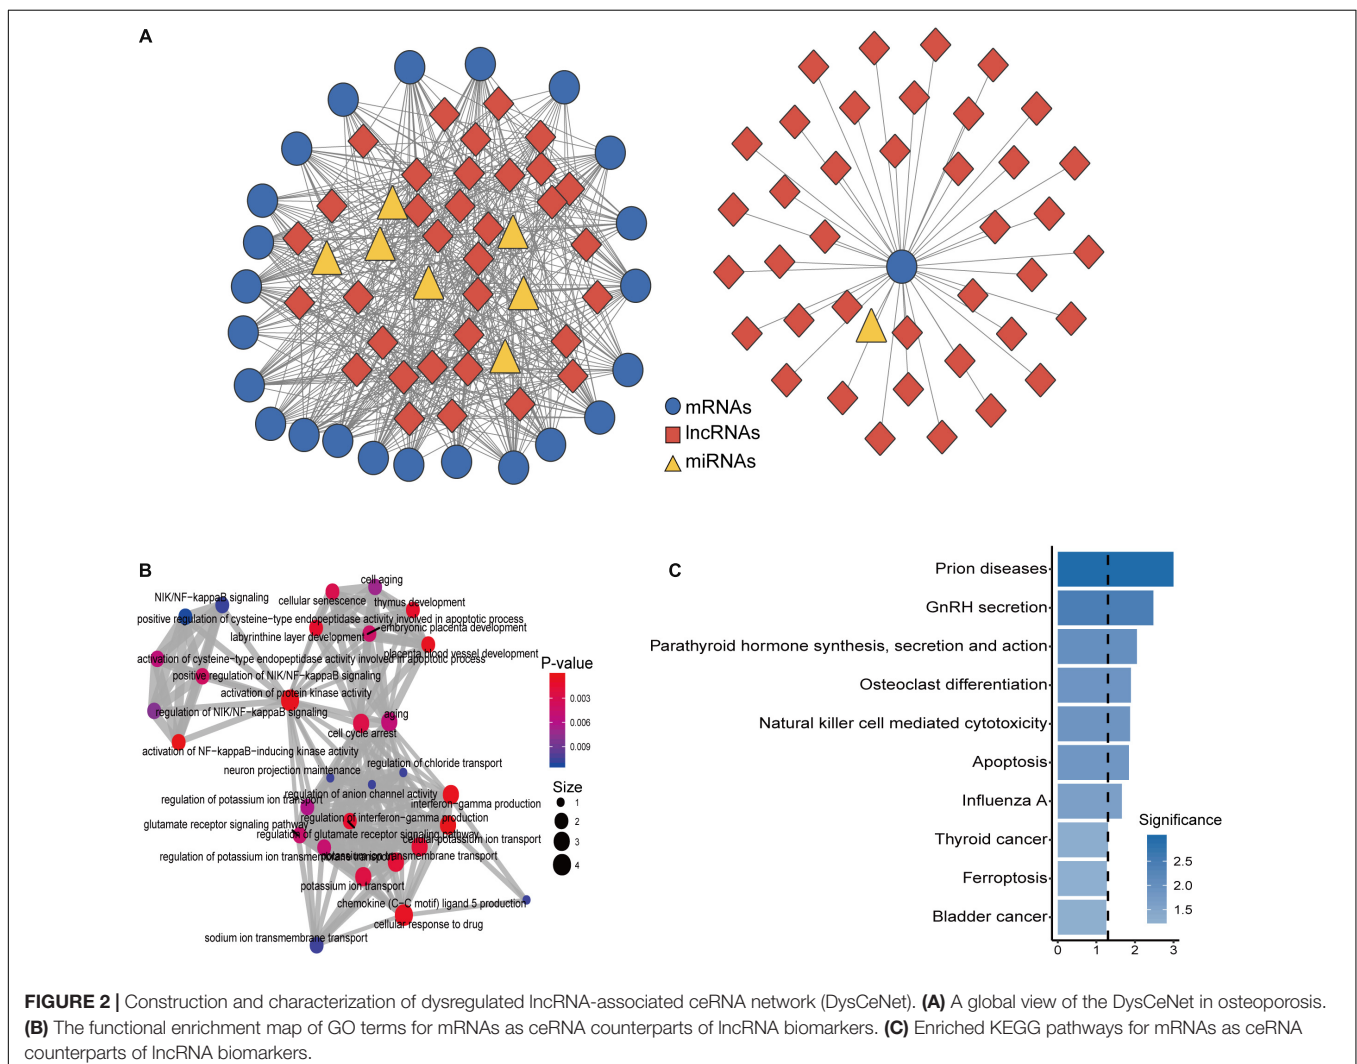 A
mRNAs
lncRNAs
miRNAs
B
cell aging
NIK/NF−kappaB signaling
cellular senescence
thymus development
positive regulation of cysteine−type endopeptidase activity involved in apoptotic process
embryonic placenta development
labyrinthine layer development
placenta blood vessel development
activation of cysteine−type endopeptidase activity involved in apoptotic process
positive regulation of NIK/NF−kappaB signaling
activation of protein kinase activity
regulation of NIK/NF−kappaB signaling
aging
cell cycle arrest
activation of NF−kappaB−inducing kinase activity
regulation of chloride transport
neuron projection maintenance
regulation of anion channel activity
regulation of potassium ion transport
interferon−gamma production
regulation of interferon−gamma production
glutamate receptor signaling pathway
regulation of glutamate receptor signaling pathway
cellular potassium ion transport
regulation of potassium ion transmembrane transport
potassium ion transmembrane transport
potassium ion transport
chemokine (C−C motif) ligand 5 production
cellular response to drug
sodium ion transmembrane transport
P-value
0.003
0.006
0.009
Size
1
2
3
4
C
Prion diseases
GnRH secretion
Parathyroid hormone synthesis, secretion and action
Osteoclast differentiation
Natural killer cell mediated cytotoxicity
Apoptosis
Influenza A
Thyroid cancer
Ferroptosis
Bladder cancer
0 1 2 3
Significance
2.5
2.0
1.5
FIGURE 2 | Construction and characterization of dysregulated lncRNA-associated ceRNA network (DysCeNet). (A) A global view of the DysCeNet in osteoporosis.
(B) The functional enrichment map of GO terms for mRNAs as ceRNA counterparts of lncRNA biomarkers. (C) Enriched KEGG pathways for mRNAs as ceRNA
counterparts of lncRNA biomarkers.